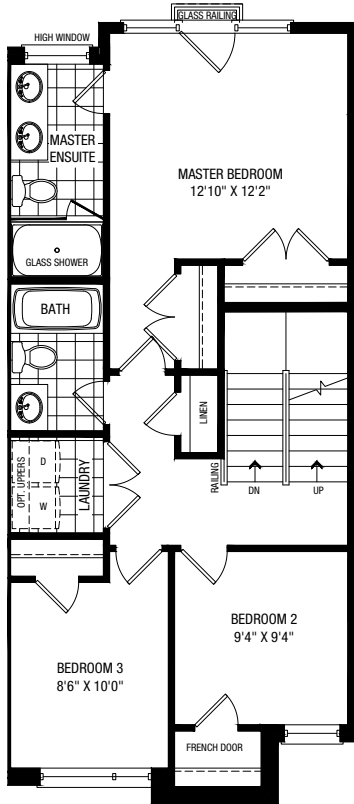 GLASS RAILING
HIGH WINDOW
MASTER
ENSUITE
MASTER BEDROOM
12'10" X 12'2"
GLASS SHOWER
BATH
LINEN
OPT. UPPERS
D
W
LAUNDRY
RAILING
DN
UP
BEDROOM 2
9'4" X 9'4"
BEDROOM 3
8'6" X 10'0"
FRENCH DOOR